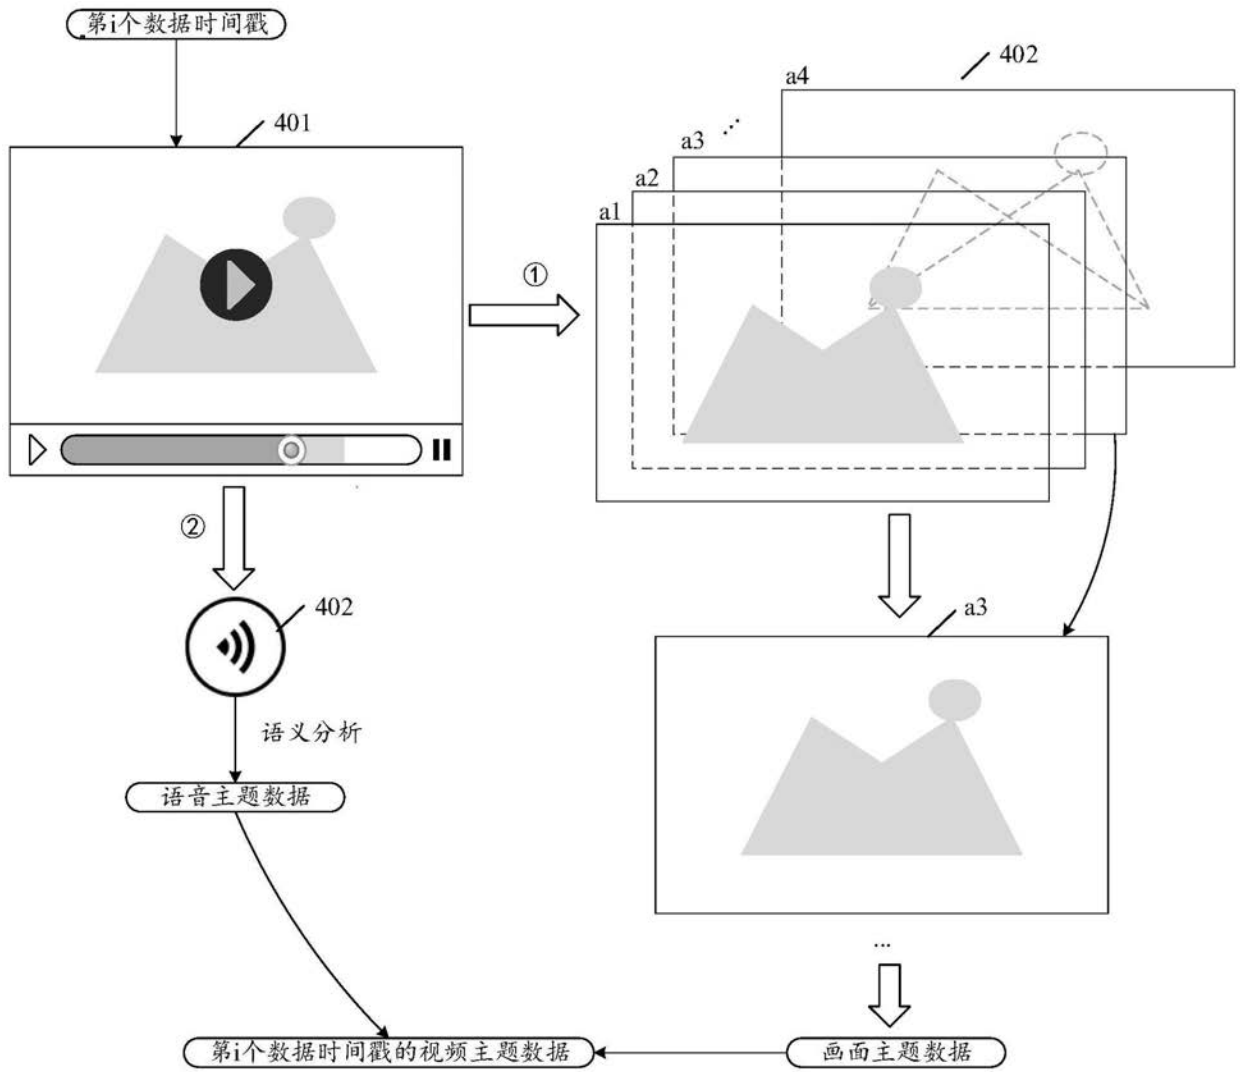 第i个数据时间戳
401
402
a4
...
a3
a2
a1
①
②
402
语义分析
语音主题数据
a3
...
第i个数据时间戳的视频主题数据
画面主题数据